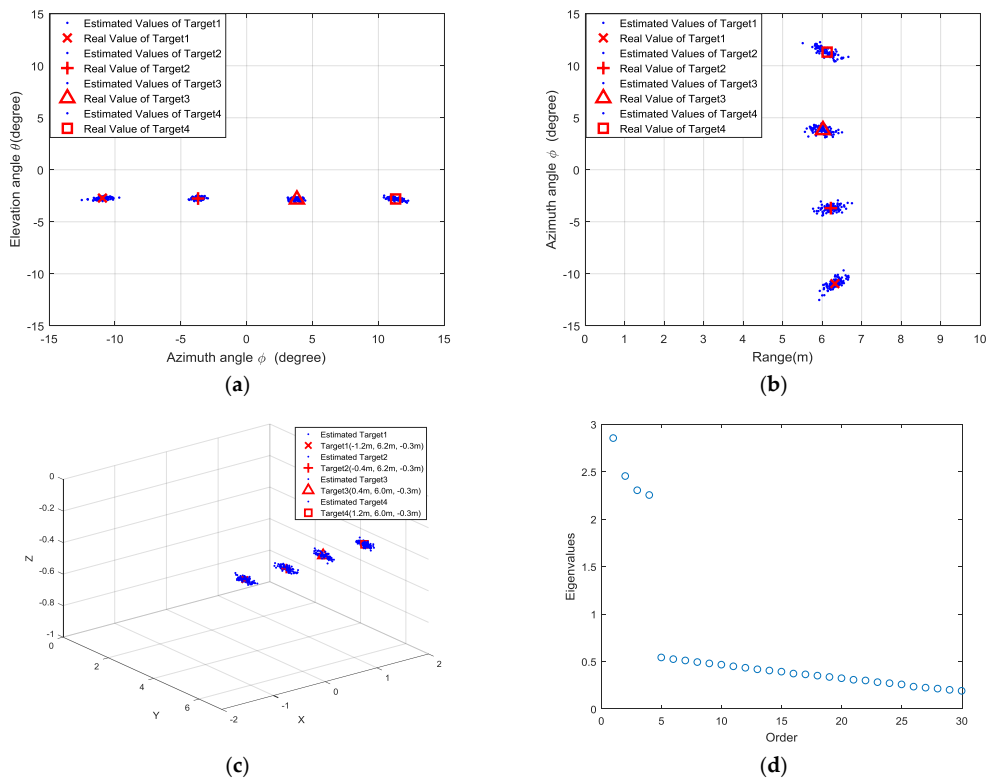 Estimated Values of Target1
Real Value of Target1
Estimated Values of Target2
Real Value of Target2
Estimated Values of Target3
Real Value of Target3
Estimated Values of Target4
Real Value of Target4
15
10
5
0
-5
-10
-15
Elevation angle θ(degree)
-15
-10
-5
0
5
10
15
Azimuth angle ϕ (degree)
(a)
Estimated Values of Target1
Real Value of Target1
Estimated Values of Target2
Real Value of Target2
Estimated Values of Target3
Real Value of Target3
Estimated Values of Target4
Real Value of Target4
15
10
5
0
-5
-10
-15
Azimuth angle ϕ (degree)
0
1
2
3
4
5
6
7
8
9
10
Range(m)
(b)
Estimated Target1
Target1(-1.2m, 6.2m, -0.3m)
Estimated Target2
Target2(-0.4m, 6.2m, -0.3m)
Estimated Target3
Target3(0.4m, 6.0m, -0.3m)
Estimated Target4
Target4(1.2m, 6.0m, -0.3m)
0
-0.2
-0.4
-0.6
-0.8
-1
Z
0
2
4
6
Y
-2
-1
0
1
2
X
(c)
3
2.5
2
1.5
1
0.5
0
Eigenvalues
0
5
10
15
20
25
30
Order
(d)